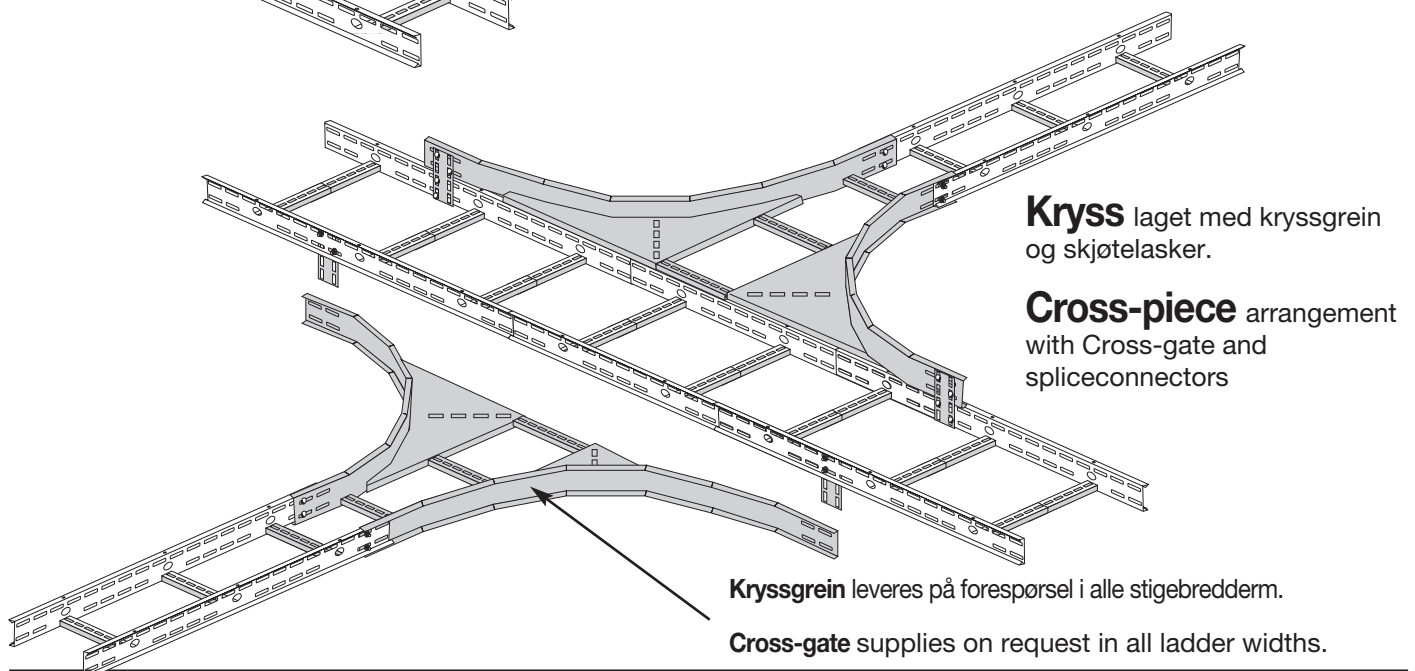 Kryss laget med kryssgrein
og skjøtelasker.
Cross-piece arrangement
with Cross-gate and
spliceconnectors
Kryssgrein leveres på forespørsel i alle stigebredderm.
Cross-gate supplies on request in all ladder widths.